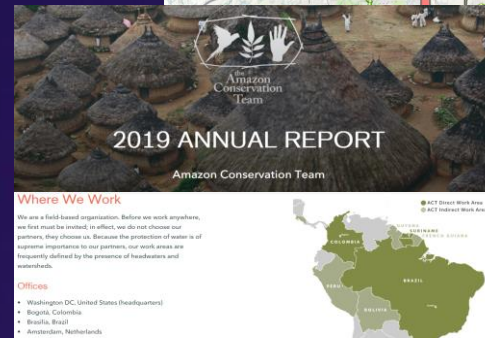 the
Amazon
Conservation
Team
2019 ANNUAL REPORT
Amazon Conservation Team
Where We Work
We are a field-based organization. Before we work anywhere,
we first must be invited; in effect, we do not choose our
partners, they choose us. Because the protection of water is of
supreme importance to our partners, our work areas are
frequently defined by the presence of headwaters and
watersheds.
Offices
• Washington DC, United States (headquarters)
• Bogotá, Colombia
• Brasília, Brazil
• Amsterdam, Netherlands
ACT Direct Work Area
ACT Indirect Work Area
GUYANA
SURINAME
FRENCH GUIANA
COLOMBIA
PERU
BRAZIL
BOLIVIA